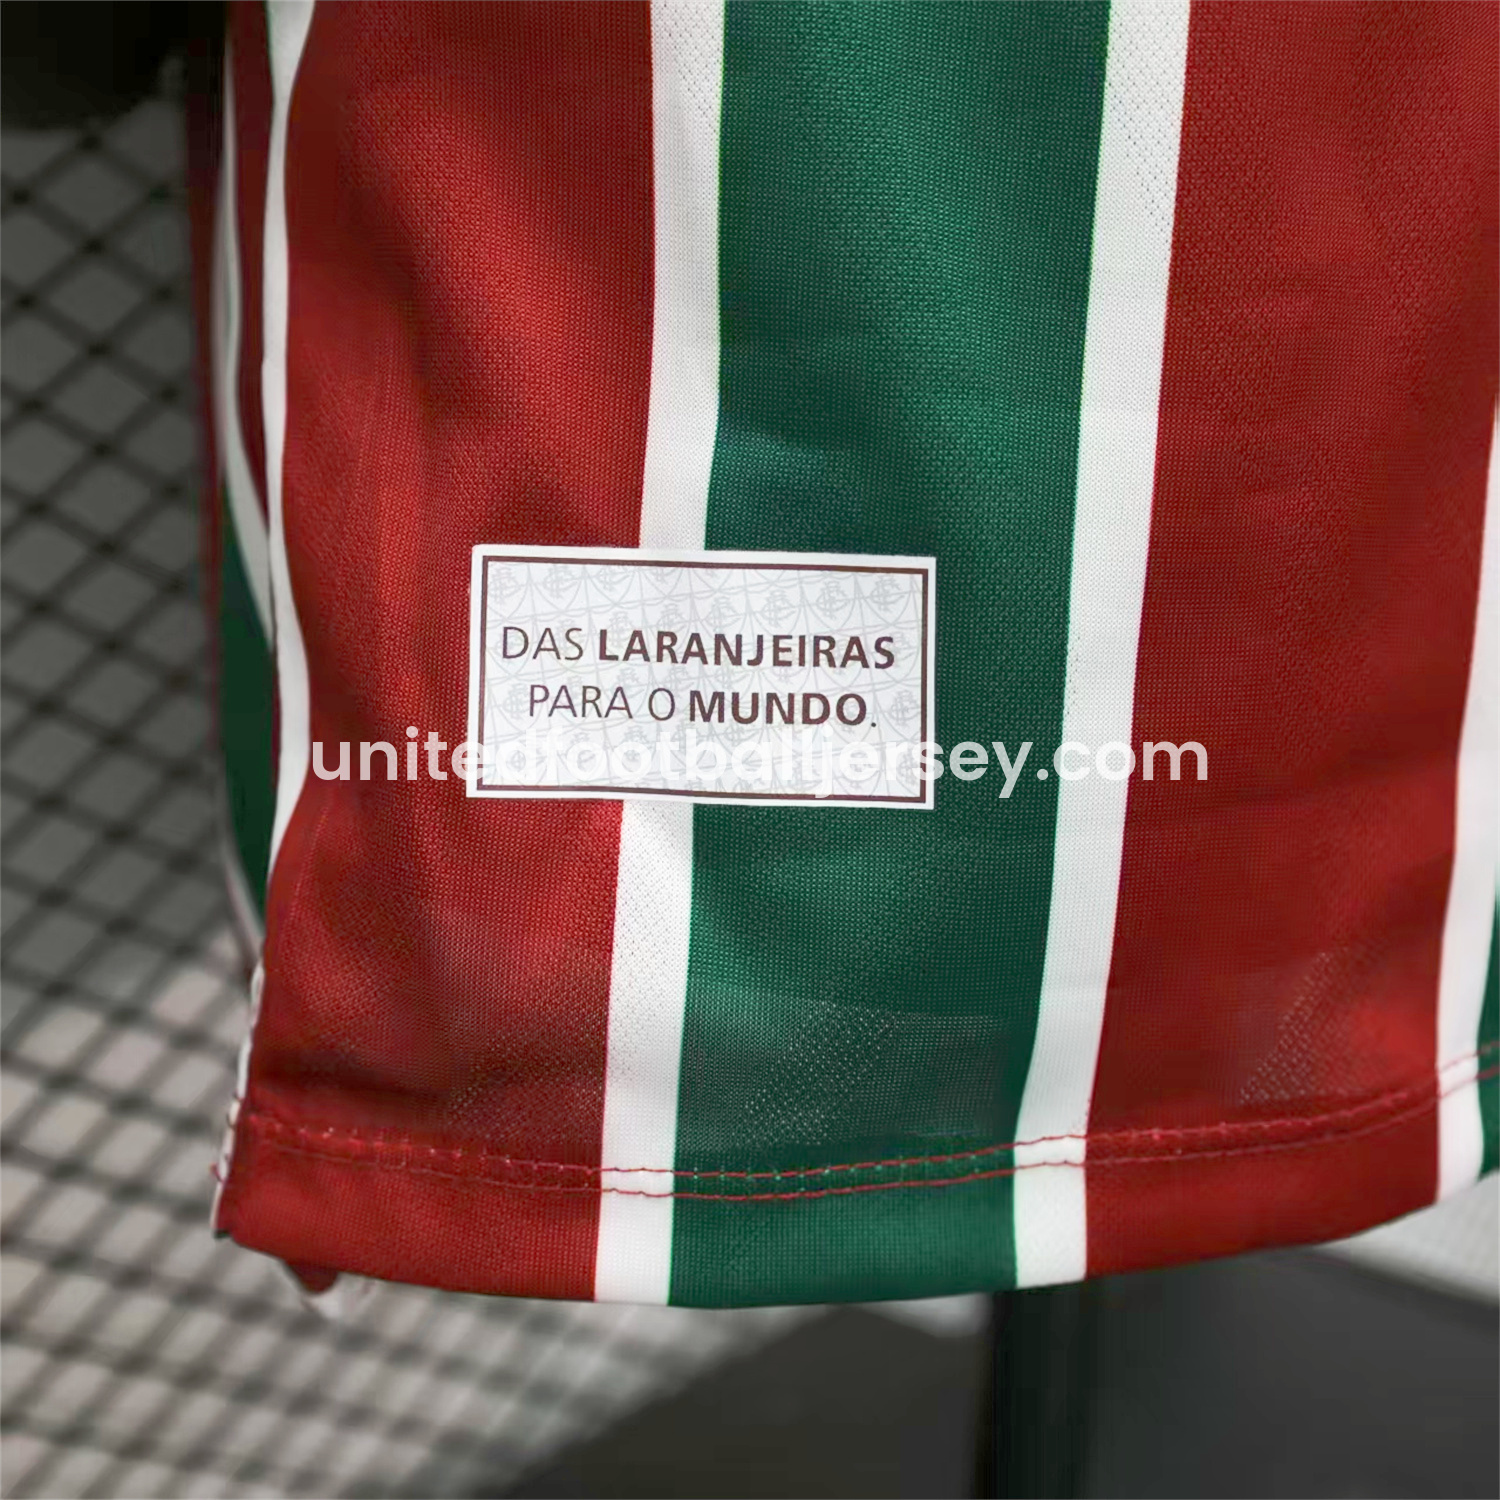 DAS LARANJEIRAS
PARA O MUNDO.
unitedfootballjersey.com